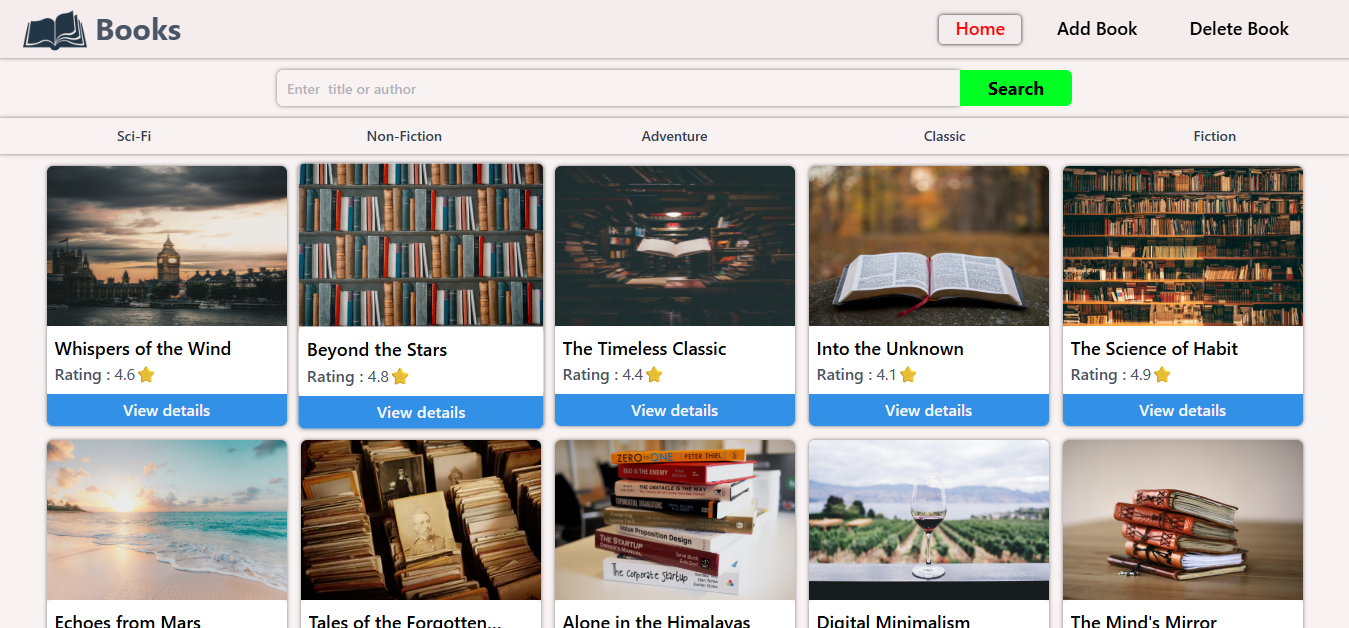 Books
Home
Add Book
Delete Book
Enter title or author
Search
Sci-Fi
Non-Fiction
Adventure
Classic
Fiction
Whispers of the Wind
Rating : 4.6
View details
Beyond the Stars
Rating : 4.8
View details
The Timeless Classic
Rating : 4.4
View details
Into the Unknown
Rating : 4.1
View details
The Science of Habit
Rating : 4.9
View details
ZERO TO ONE PETER THIEL
EGO IS THE ENEMY
THE OBSTACLE IS THE WAY
Value Proposition Design
THE STARTUP
OWNER'S MANUAL
The Corporate Startup
Echoes from Mars
Tales of the Forgotten...
Alone in the Himalayas
Digital Minimalism
The Mind's Mirror